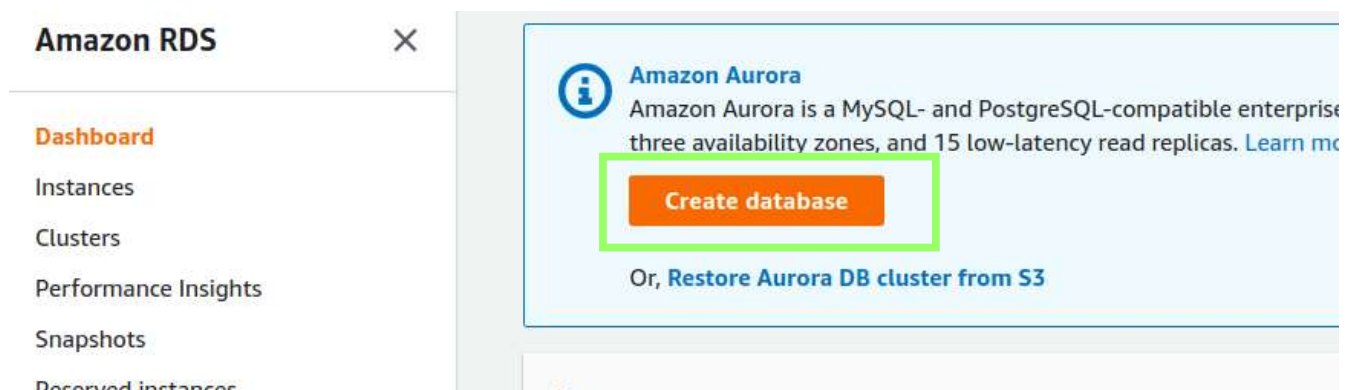 Amazon RDS
Dashboard
Instances
Clusters
Performance Insights
Snapshots
Reserved instances
Amazon Aurora
Amazon Aurora is a MySQL- and PostgreSQL-compatible enterprise
three availability zones, and 15 low-latency read replicas. Learn mo
Create database
Or, Restore Aurora DB cluster from S3